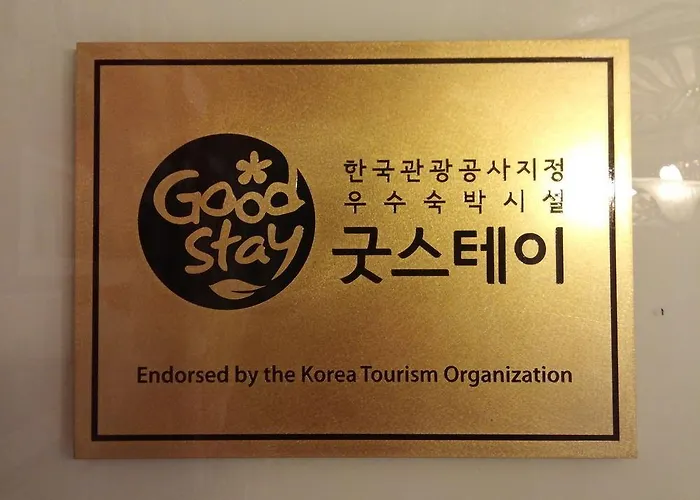 Good
Stay
한국관광공사지정
우수숙박시설
굿스테이
Endorsed by the Korea Tourism Organization